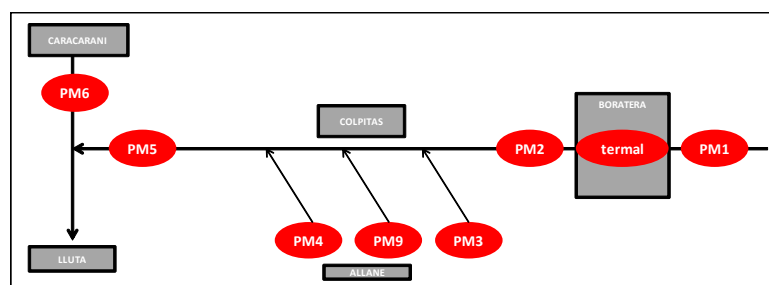 CARACARANI
PM6
COLPITAS
BORATERA
PM5
PM2
termal
PM1
PM4
PM9
PM3
LLUTA
ALLANE